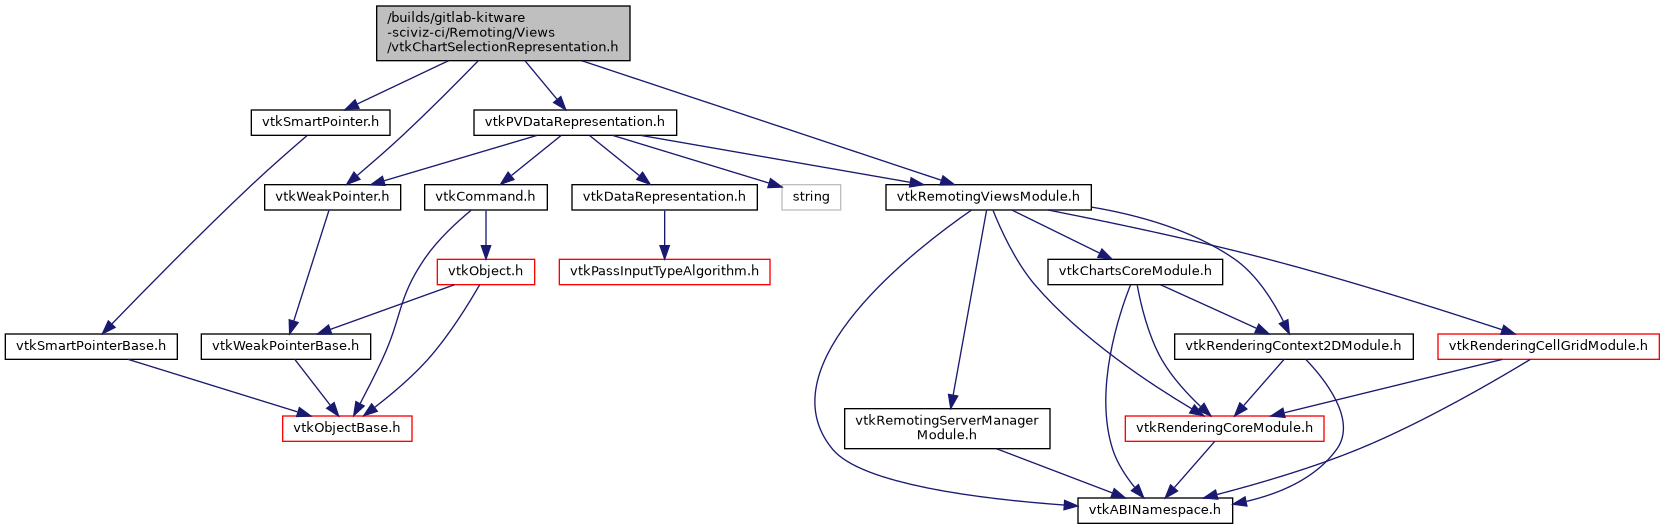 /builds/gitlab-kitware
-sciviz-ci/Remoting/Views
/vtkChartSelectionRepresentation.h
vtkSmartPointer.h
vtkPVDataRepresentation.h
vtkWeakPointer.h
vtkCommand.h
vtkDataRepresentation.h
string
vtkRemotingViewsModule.h
vtkObject.h
vtkPassInputTypeAlgorithm.h
vtkChartsCoreModule.h
vtkSmartPointerBase.h
vtkWeakPointerBase.h
vtkRenderingContext2DModule.h
vtkRenderingCellGridModule.h
vtkObjectBase.h
vtkRemotingServerManager
Module.h
vtkRenderingCoreModule.h
vtkABINamespace.h